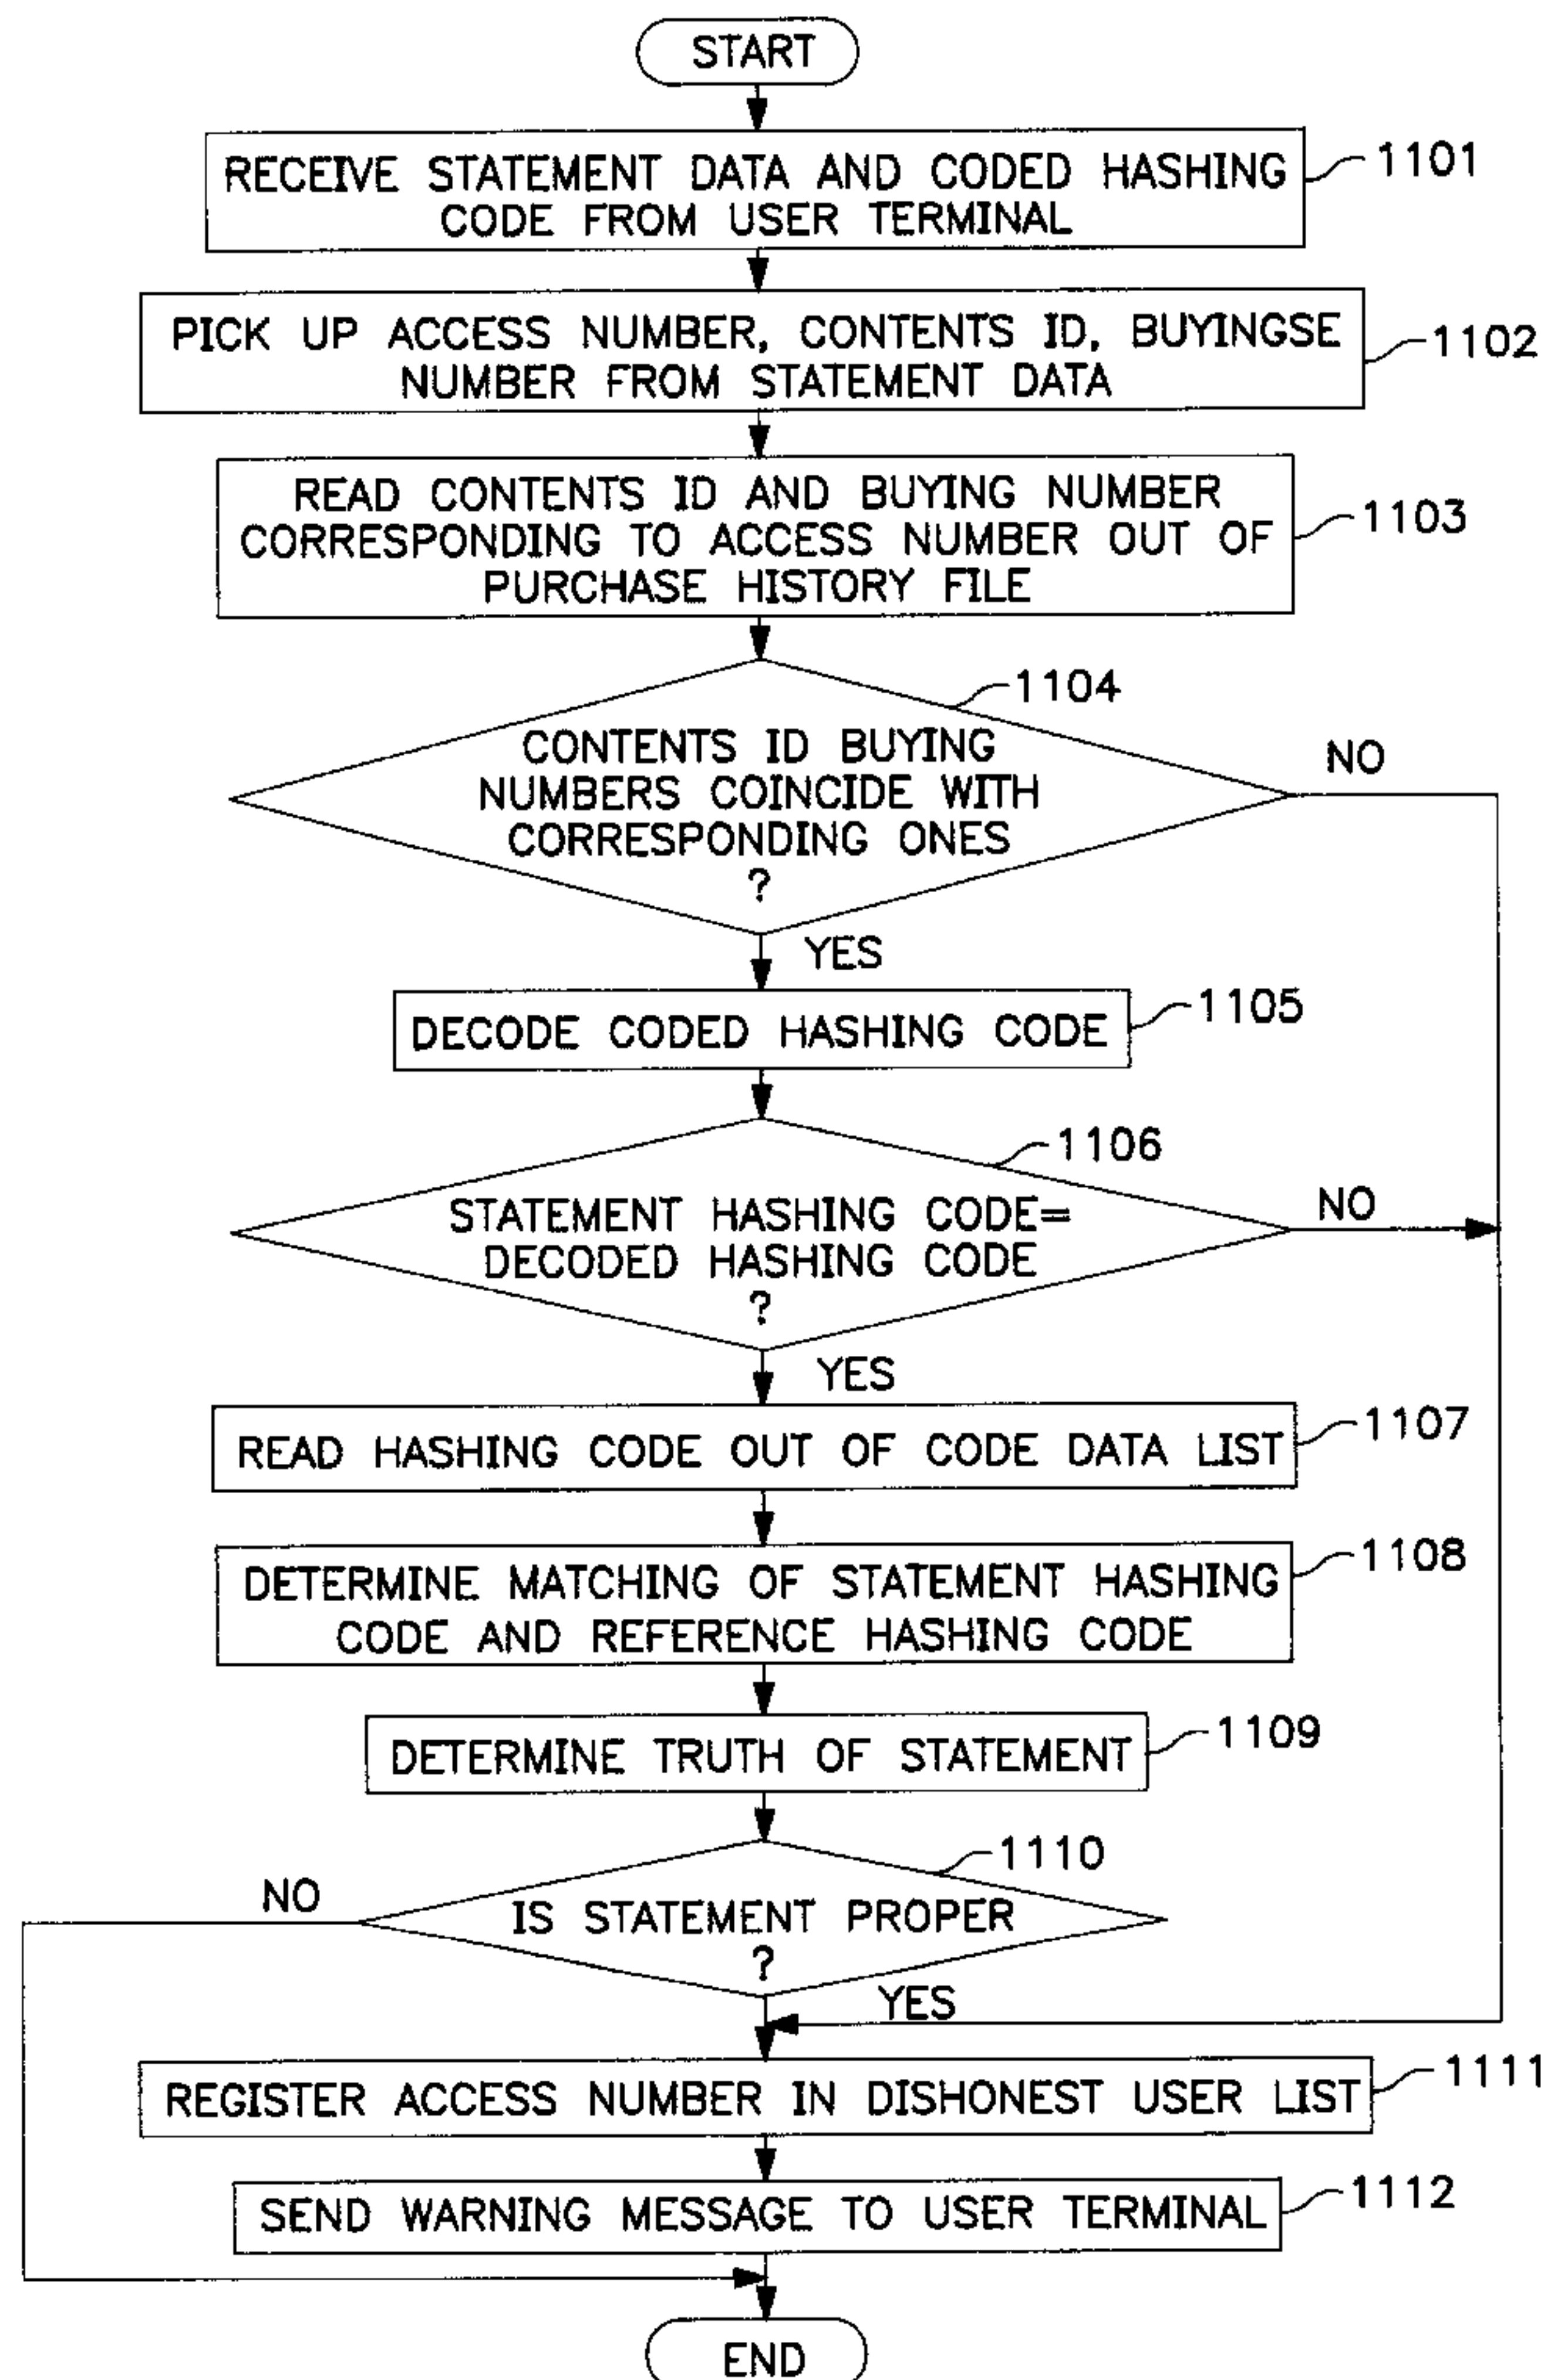 START
RECEIVE STATEMENT DATA AND CODED HASHING
CODE FROM USER TERMINAL
1101
PICK UP ACCESS NUMBER, CONTENTS ID, BUYINGSE
NUMBER FROM STATEMENT DATA
1102
READ CONTENTS ID AND BUYING NUMBER
CORRESPONDING TO ACCESS NUMBER OUT OF
PURCHASE HISTORY FILE
1103
1104
CONTENTS ID BUYING
NUMBERS COINCIDE WITH
CORRESPONDING ONES
?
NO
YES
DECODE CODED HASHING CODE
1105
1106
STATEMENT HASHING CODE=
DECODED HASHING CODE
?
NO
YES
READ HASHING CODE OUT OF CODE DATA LIST
1107
DETERMINE MATCHING OF STATEMENT HASHING
CODE AND REFERENCE HASHING CODE
1108
DETERMINE TRUTH OF STATEMENT
1109
1110
NO
IS STATEMENT PROPER
?
YES
REGISTER ACCESS NUMBER IN DISHONEST USER LIST
1111
SEND WARNING MESSAGE TO USER TERMINAL
1112
END